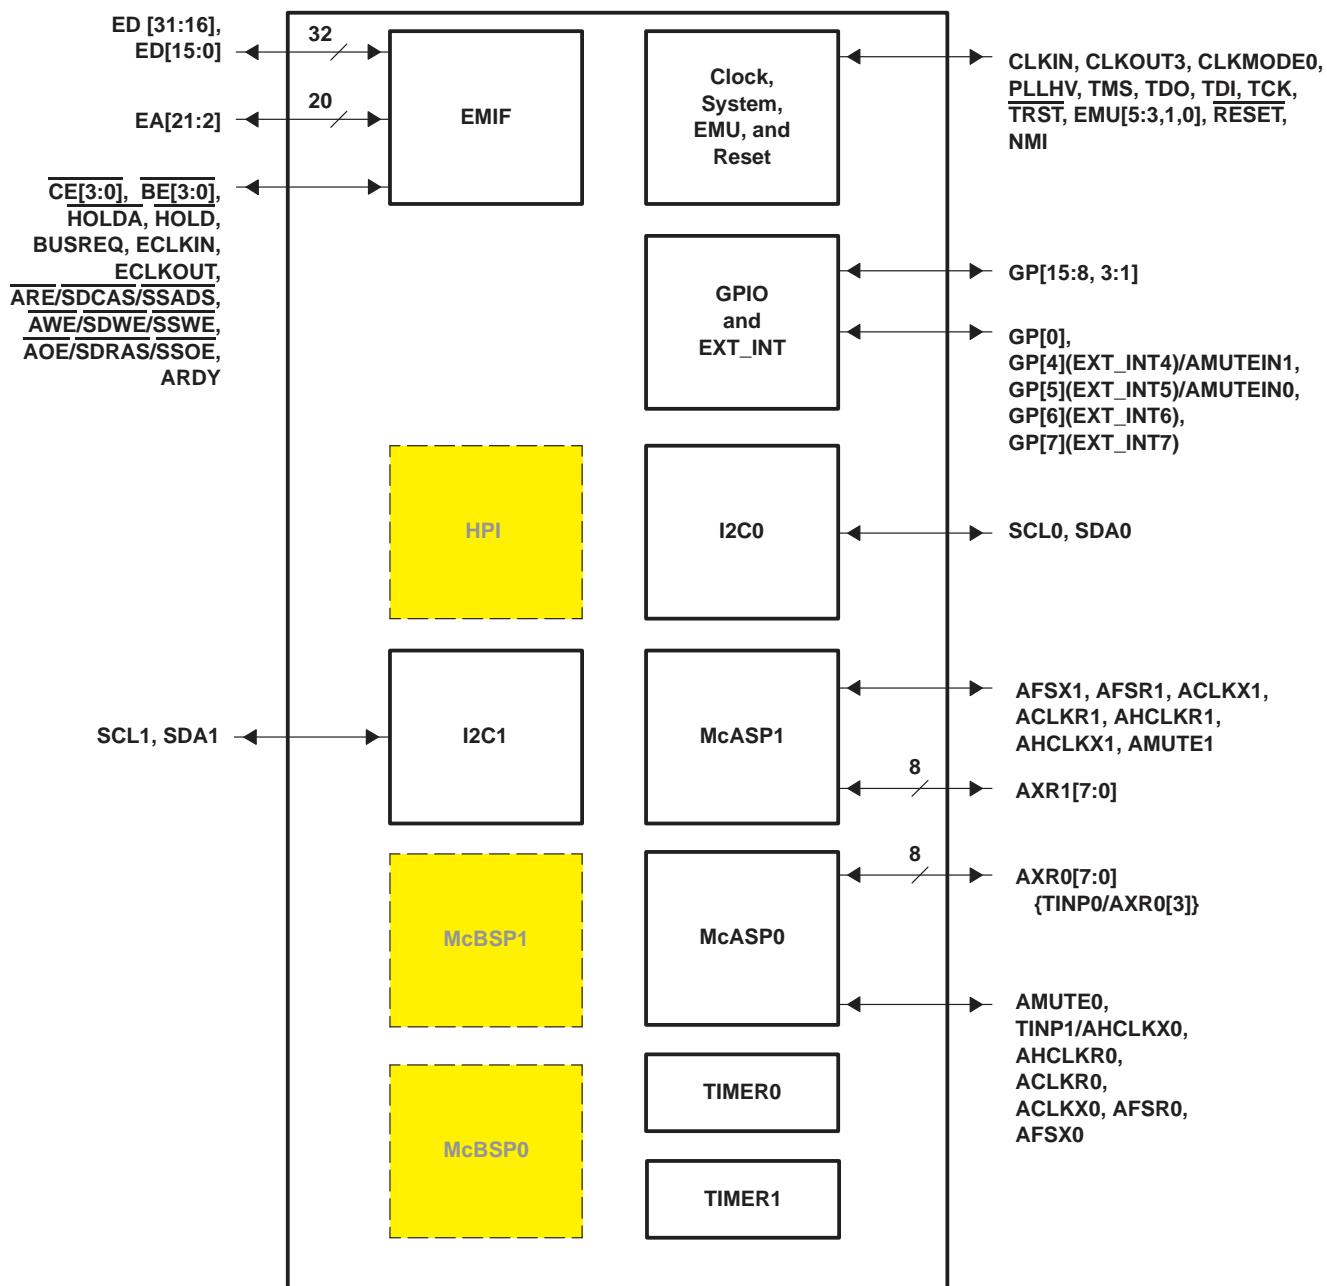 ED [31:16],
ED[15:0]
32
EA[21:2]
20
CE[3:0], BE[3:0],
HOLDA, HOLD,
BUSREQ, ECLKIN,
ECLKOUT,
ARE/SDCAS/SSADS,
AWE/SDWE/SSWE,
AOE/SDRAS/SSOE,
ARDY
EMIF
Clock,
System,
EMU, and
Reset
CLKIN, CLKOUT3, CLKMODE0,
PLLHV, TMS, TDO, TDI, TCK,
TRST, EMU[5:3,1,0], RESET,
NMI
GPIO
and
EXT_INT
GP[15:8, 3:1]
GP[0],
GP[4](EXT_INT4)/AMUTEIN1,
GP[5](EXT_INT5)/AMUTEIN0,
GP[6](EXT_INT6),
GP[7](EXT_INT7)
HPI
I2C0
SCL0, SDA0
SCL1, SDA1
I2C1
McASP1
AFSX1, AFSR1, ACLKX1,
ACLKR1, AHCLKR1,
AHCLKX1, AMUTE1
8
AXR1[7:0]
McBSP1
McASP0
8
AXR0[7:0]
{TINP0/AXR0[3]}
AMUTE0,
TINP1/AHCLKX0,
AHCLKR0,
ACLKR0,
ACLKX0, AFSR0,
AFSX0
McBSP0
TIMER0
TIMER1